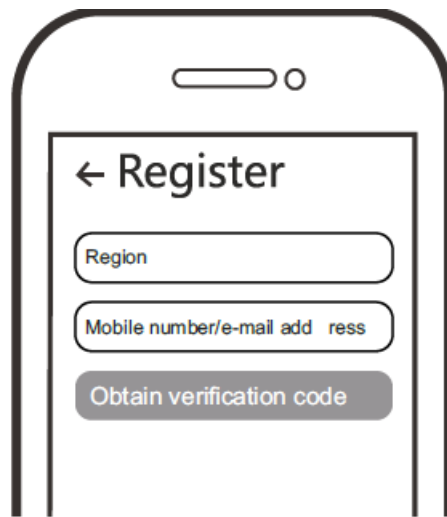 ← Register
Region
Mobile number/e-mail add ress
Obtain verification code